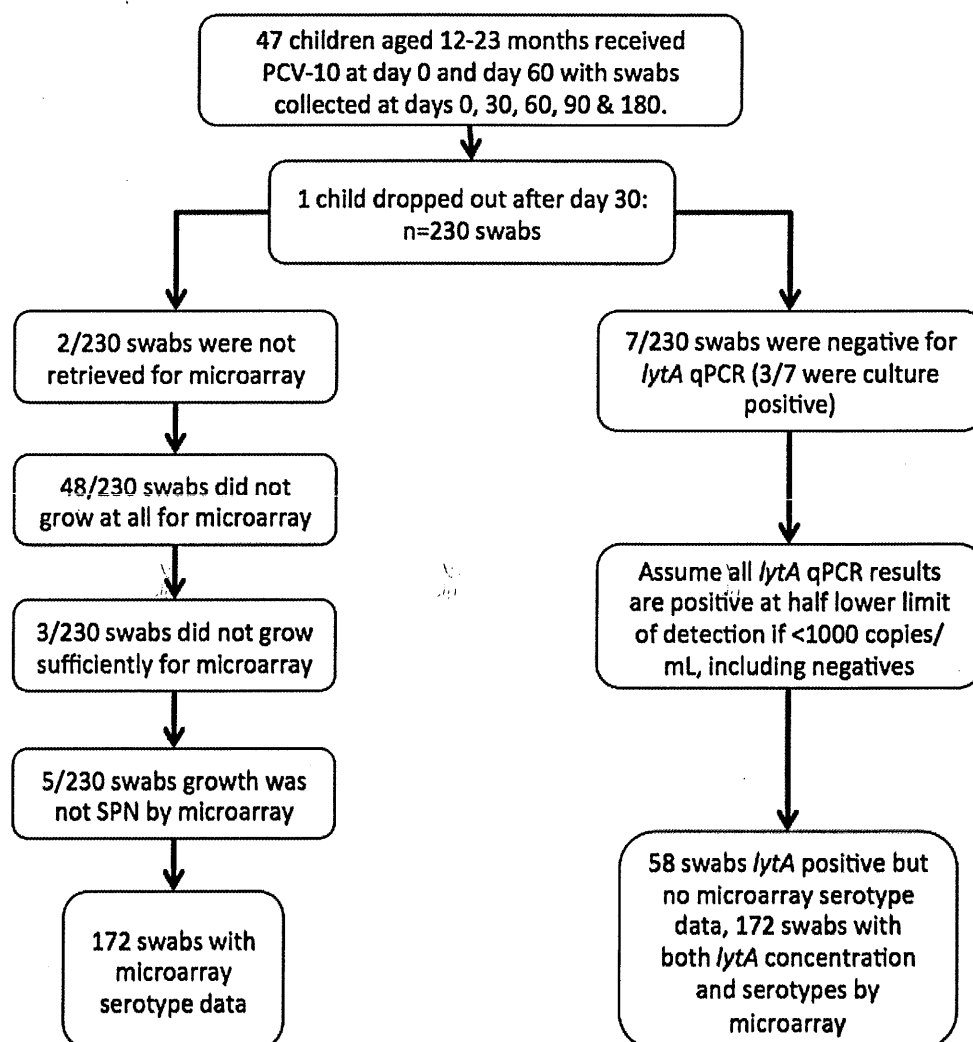 47 children aged 12-23 months received
PCV-10 at day 0 and day 60 with swabs
collected at days 0, 30, 60, 90 & 180.
1 child dropped out after day 30:
n=230 swabs
2/230 swabs were not
retrieved for microarray
48/230 swabs did not
grow at all for microarray
3/230 swabs did not grow
sufficiently for microarray
5/230 swabs growth was
not SPN by microarray
172 swabs with
microarray
serotype data
7/230 swabs were negative for
lytA qPCR (3/7 were culture
positive)
Assume all lytA qPCR results
are positive at half lower limit
of detection if <1000 copies/
mL, including negatives
58 swabs lytA positive but
no microarray serotype
data, 172 swabs with
both lytA concentration
and serotypes by
microarray